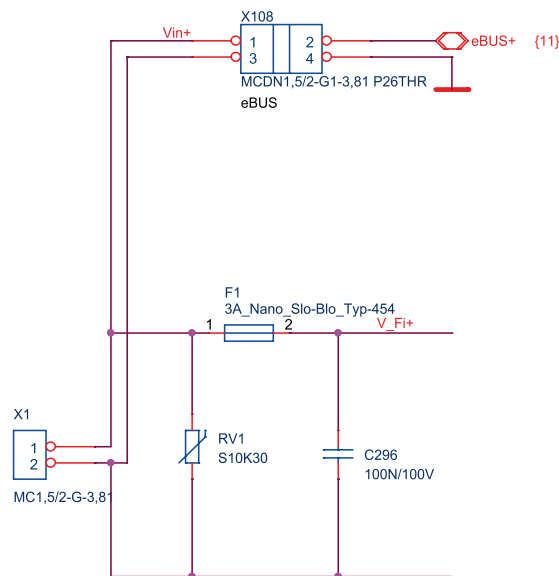 X108
Vin+
1
2
eBUS+ {11}
3
4
MCDN1,5/2-G1-3,81 P26THR
eBUS
F1
3A_Nano_Slo-Blo_Typ-454
1
2
V_Fi+
X1
1
2
MC1,5/2-G-3,81
RV1
S10K30
C296
100N/100V